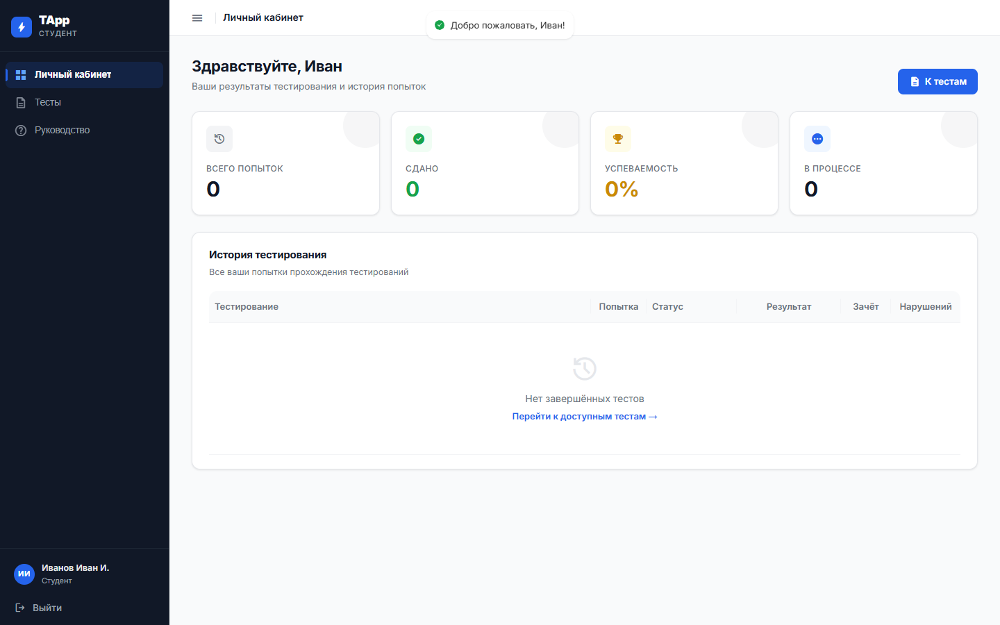 TApp
СТУДЕНТ
Личный кабинет
Тесты
Руководство
Иванов Иван И.
ИИ
Студент
Выйти
Личный кабинет
Добро пожаловать, Иван!
Здравствуйте, Иван
Ваши результаты тестирования и история попыток
К тестам
ВСЕГО ПОПЫТОК
0
СДАНО
0
УСПЕВАЕМОСТЬ
0%
В ПРОЦЕССЕ
0
История тестирования
Все ваши попытки прохождения тестирований
Тестирование Попытка Статус Результат Зачёт Нарушений
Нет завершённых тестов
Перейти к доступным тестам →